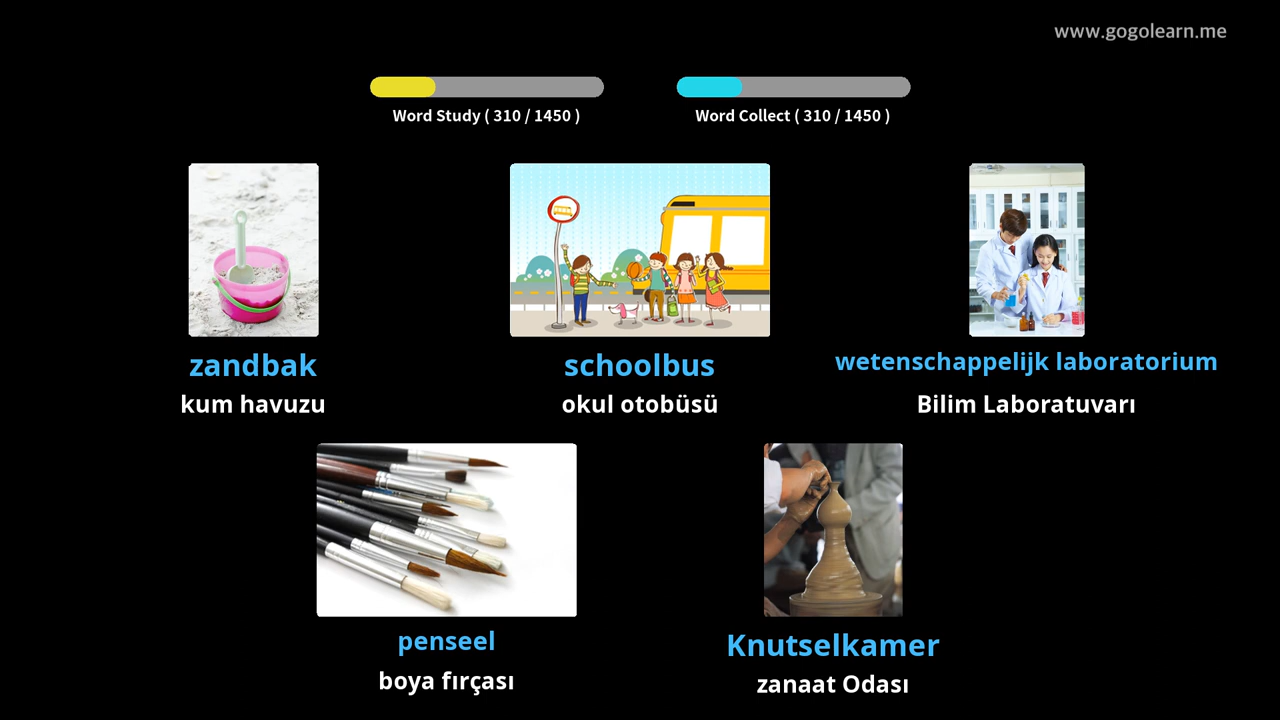 www.gogolearn.me
Word Study ( 310 / 1450 )
Word Collect ( 310 / 1450 )
zandbak
kum havuzu
schoolbus
okul otobüsü
wetenschappelijk laboratorium
Bilim Laboratuvarı
penseel
boya fırçası
Knutselkamer
zanaat Odası